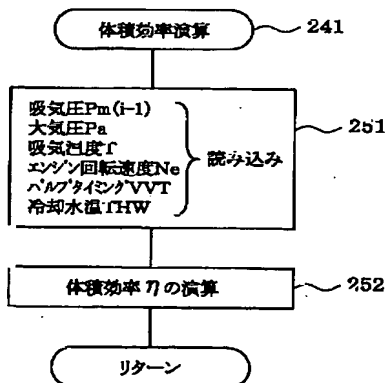 体積効率演算
241
吸気圧Pm(i-1)
大気圧Pa
吸気温度T
エンジン回転速度Ne
バルブタイミングVVT
冷却水温THW
読み込み
251
体積効率ηの演算
252
リターン